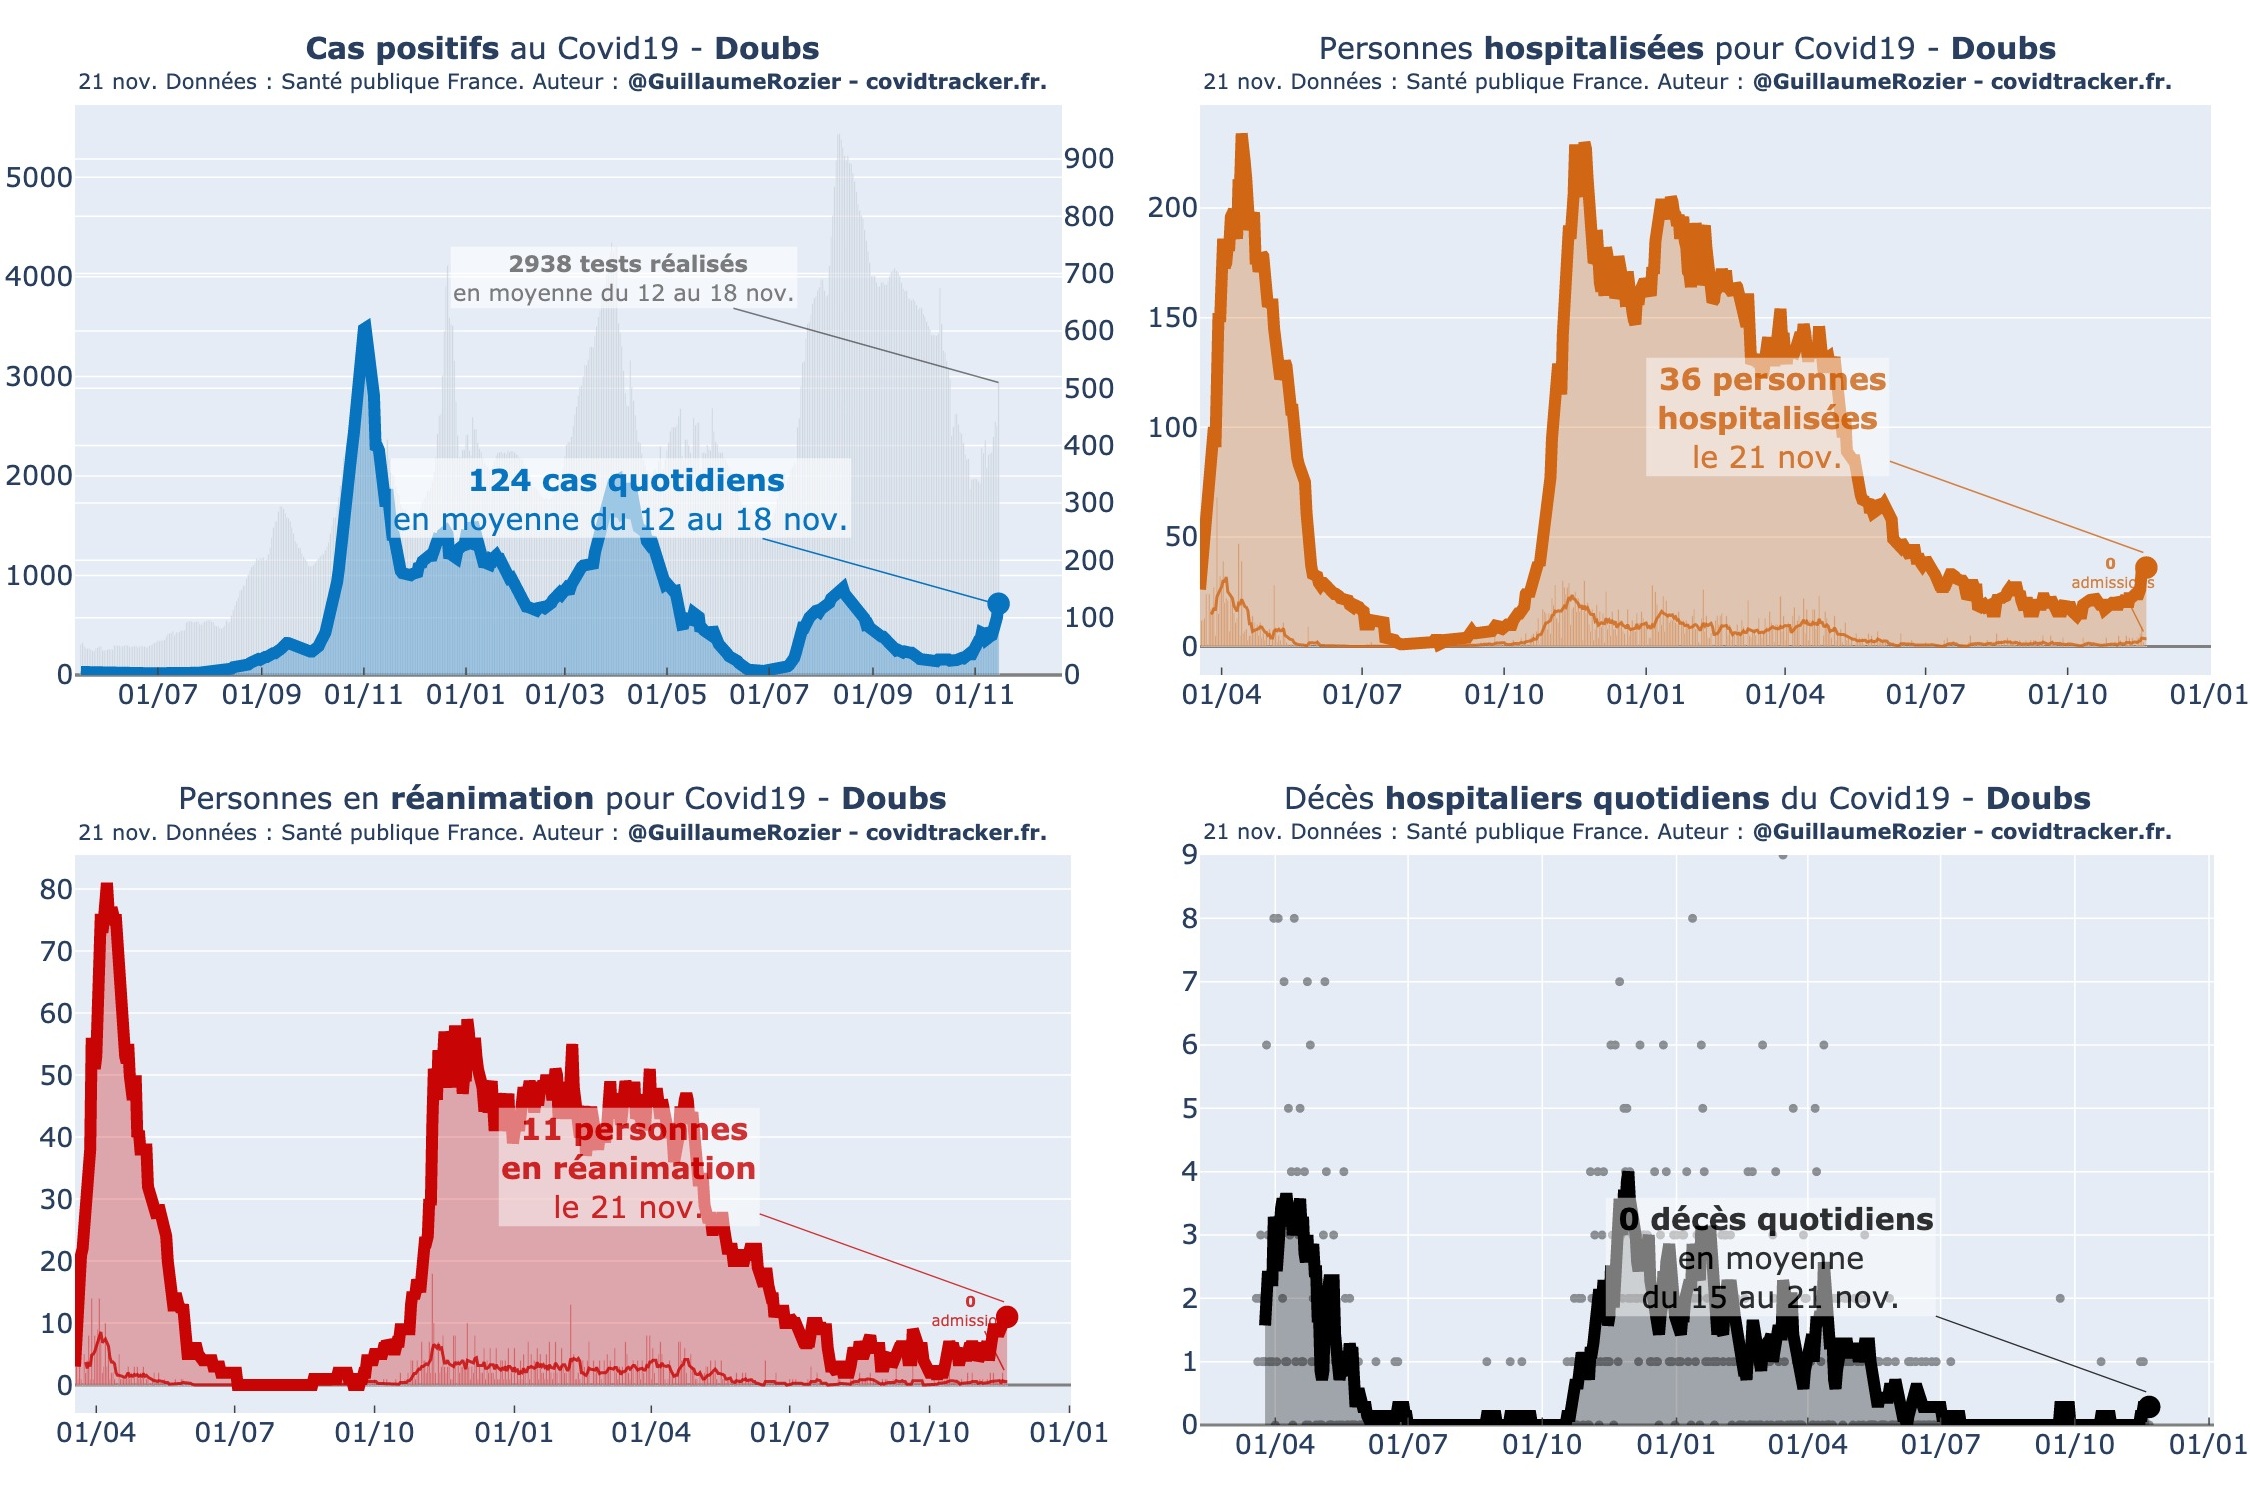 Cas positifs au Covid19 - Doubs
21 nov. Données : Santé publique France. Auteur : @GuillaumeRozier - covidtracker.fr.
5000
4000
3000
2000
1000
0
900
800
700
600
500
400
300
200
100
0
2938 tests réalisés
en moyenne du 12 au 18 nov.
124 cas quotidiens
en moyenne du 12 au 18 nov.
01/07 01/09 01/11 01/01 01/03 01/05 01/07 01/09 01/11
Personnes hospitalisées pour Covid19 - Doubs
21 nov. Données : Santé publique France. Auteur : @GuillaumeRozier - covidtracker.fr.
200
150
100
50
0
36 personnes
hospitalisées
le 21 nov.
0
admissions
01/04 01/07 01/10 01/01 01/04 01/07 01/10 01/01
Personnes en réanimation pour Covid19 - Doubs
21 nov. Données : Santé publique France. Auteur : @GuillaumeRozier - covidtracker.fr.
80
70
60
50
40
30
20
10
0
11 personnes
en réanimation
le 21 nov.
0
admissio
01/04 01/07 01/10 01/01 01/04 01/07 01/10 01/01
Décès hospitaliers quotidiens du Covid19 - Doubs
21 nov. Données : Santé publique France. Auteur : @GuillaumeRozier - covidtracker.fr.
9
8
7
6
5
4
3
2
1
0
0 décès quotidiens
en moyenne
du 15 au 21 nov.
01/04 01/07 01/10 01/01 01/04 01/07 01/10 01/01